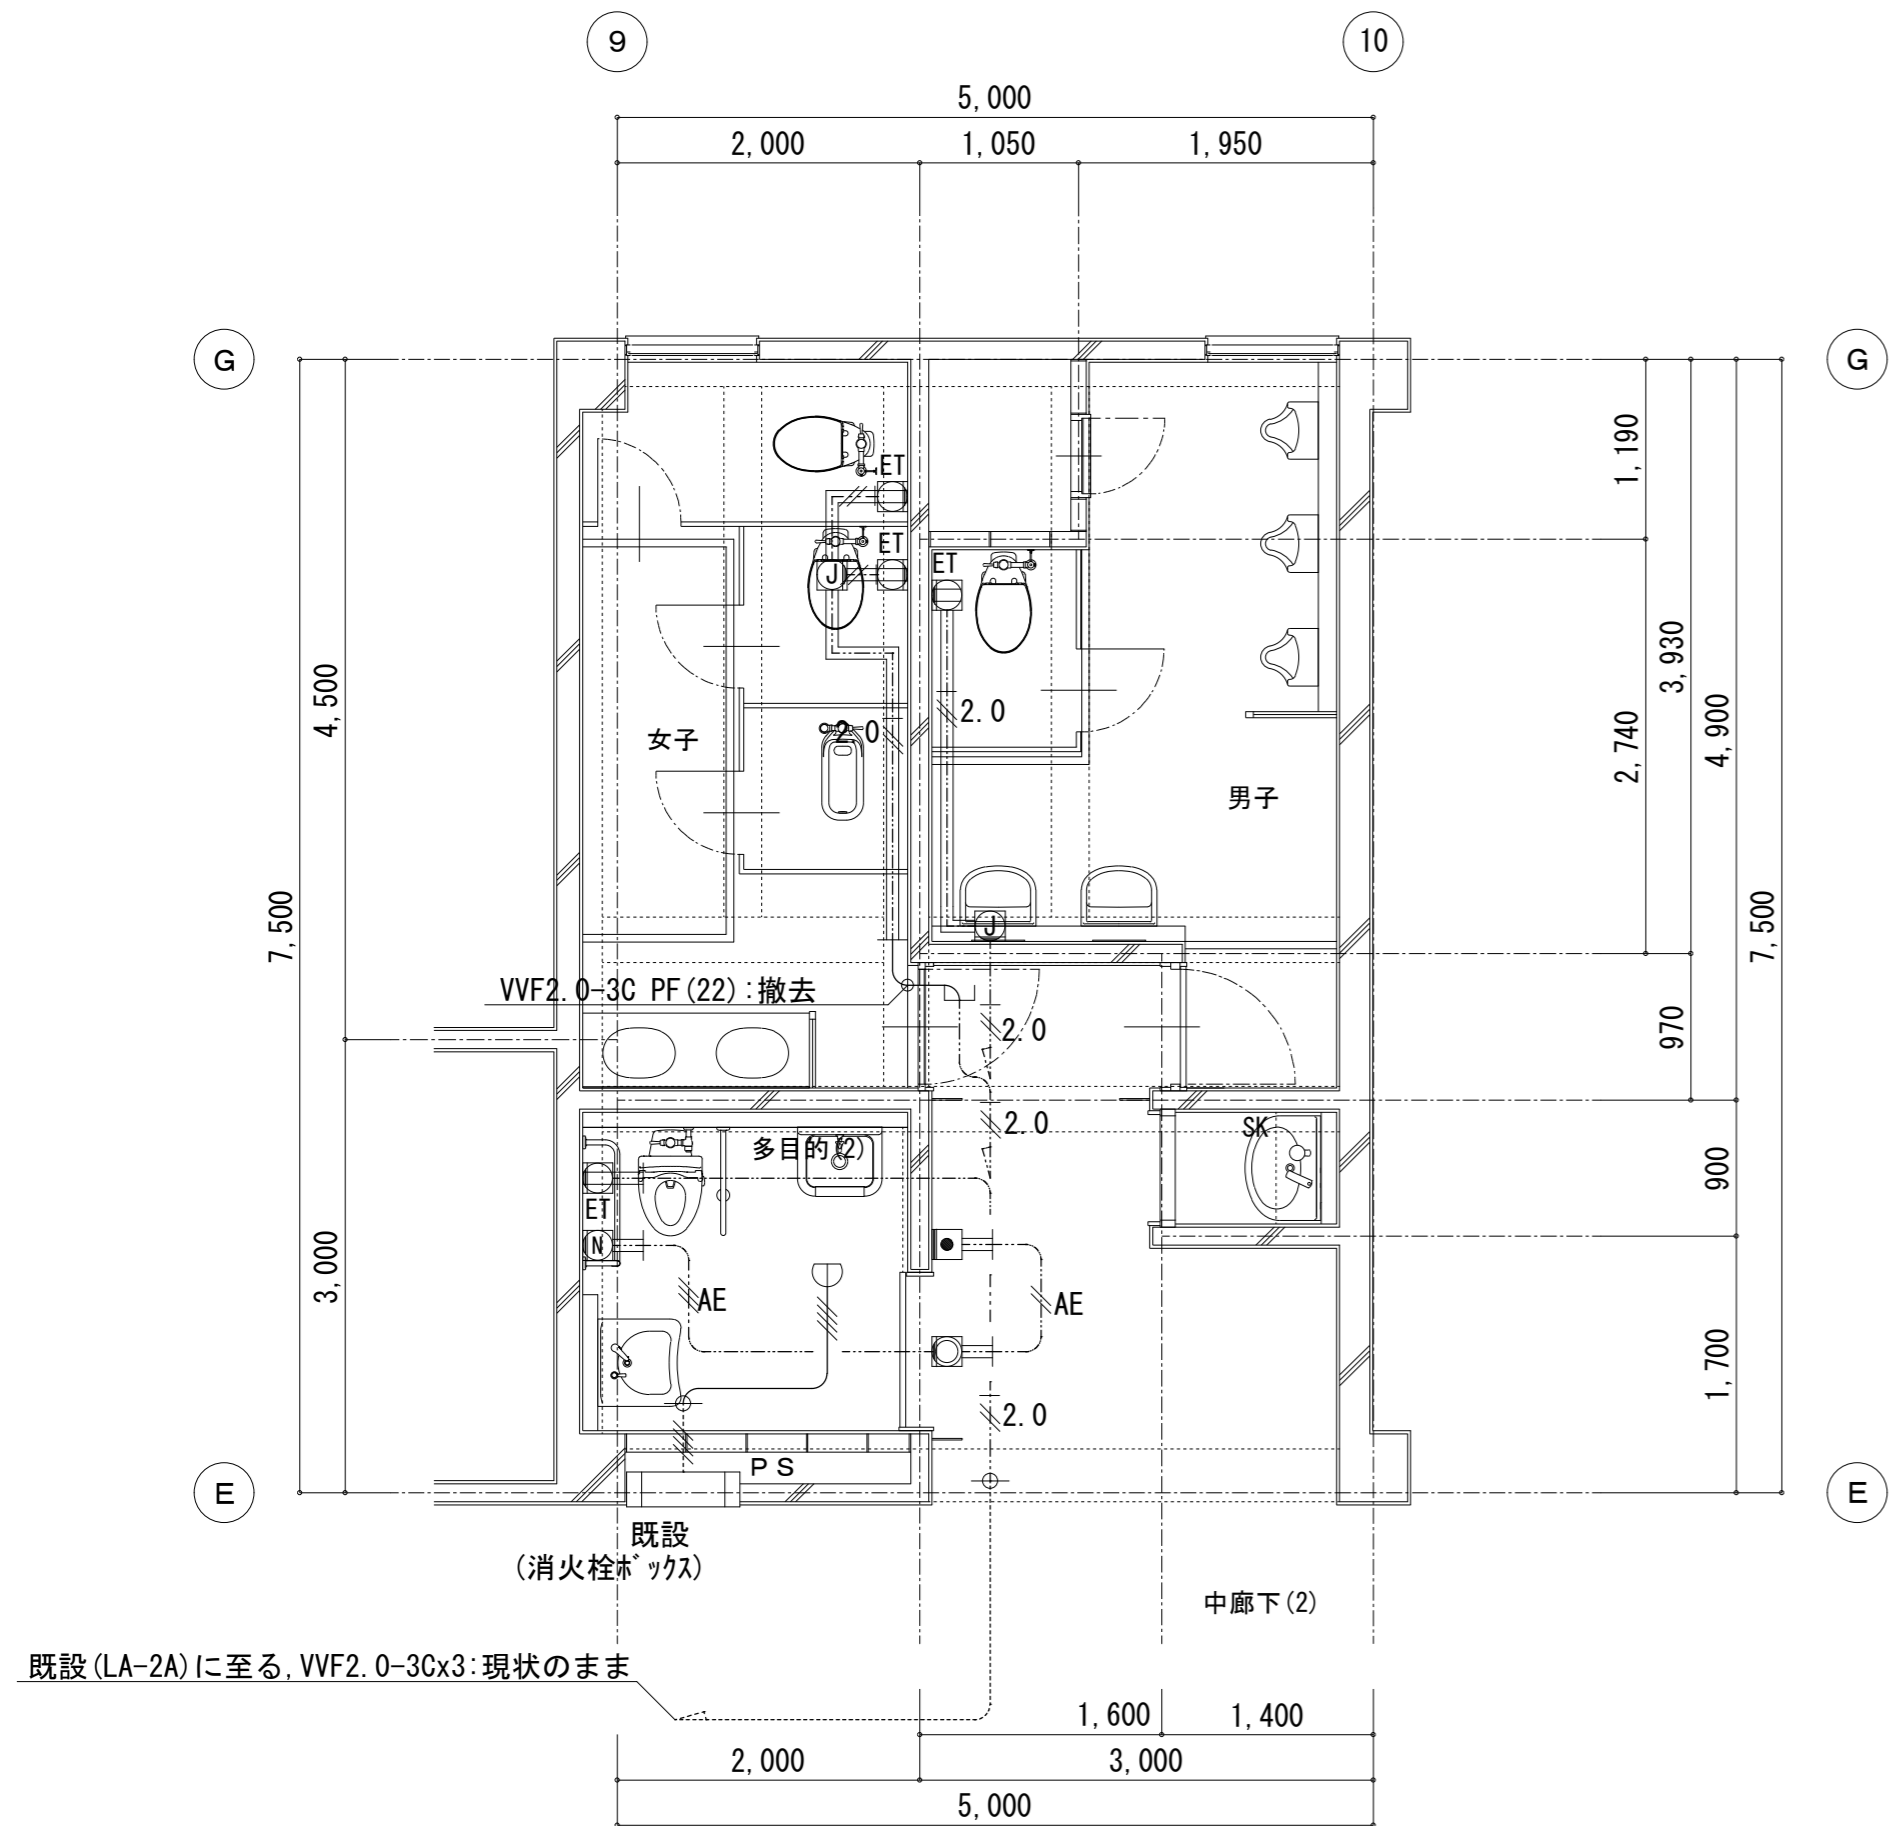 9
10
5,000
2,000
1,050
1,950
G
G
ET
ET
ET
J
1,190
3,930
4,500
2,740
4,900
女子
2.0
2.0
男子
7,500
7,500
J
VVF2.0-3C PF(22):撤去
2.0
970
2.0
SK
多目的(2)
900
ET
N
3,000
AE
AE
1,700
2.0
PS
E
E
既設
(消火栓ﾎﾞｯｸｽ)
中廊下(2)
既設(LA-2A)に至る,VVF2.0-3Cx3:現状のまま
1,600
1,400
2,000
3,000
5,000